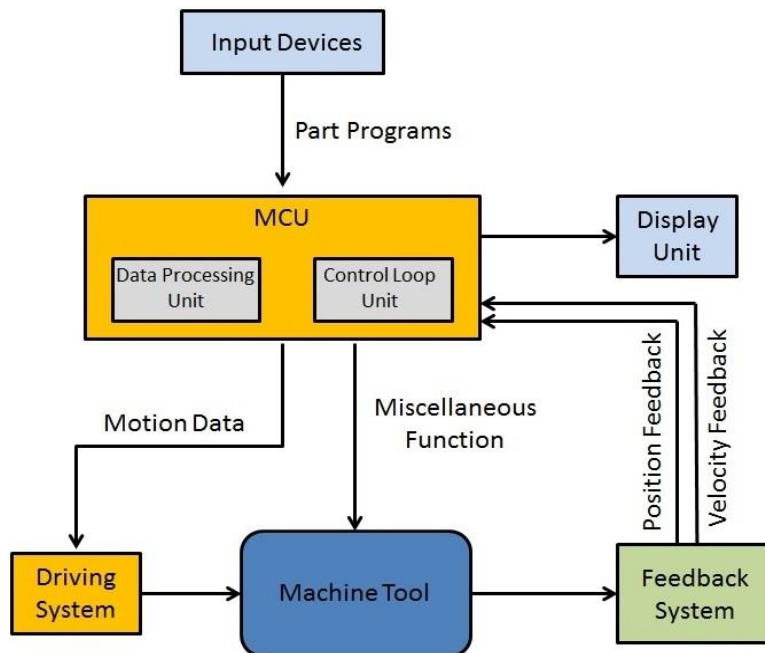 Input Devices
Part Programs
MCU
Data Processing
Unit
Control Loop
Unit
Display
Unit
Motion Data
Miscellaneous
Function
Position Feedback
Velocity Feedback
Driving
System
Machine Tool
Feedback
System